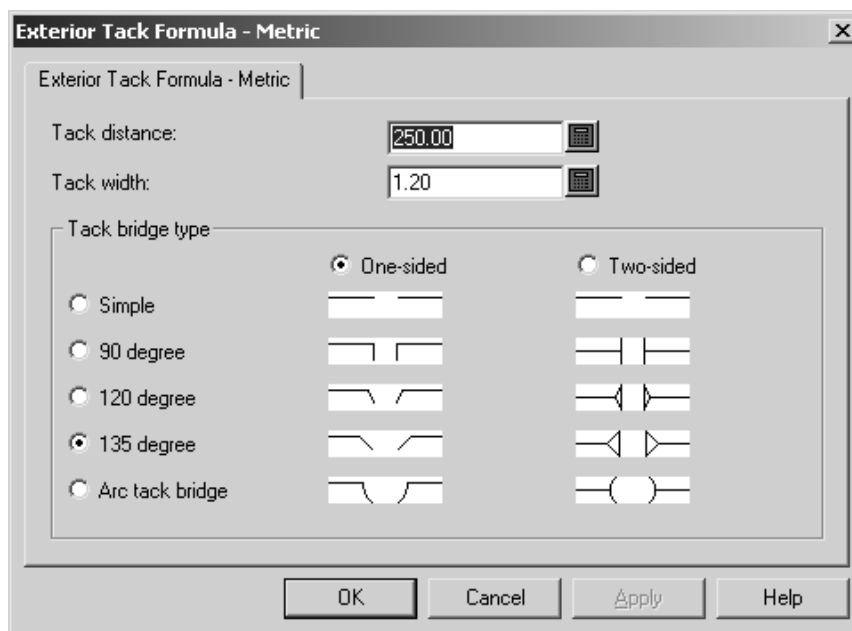 Exterior Tack Formula - Metric
Exterior Tack Formula - Metric
Tack distance: 250.00
Tack width: 1.20
Tack bridge type
One-sided Two-sided
Simple
90 degree
120 degree
135 degree
Arc tack bridge
OK Cancel Apply Help